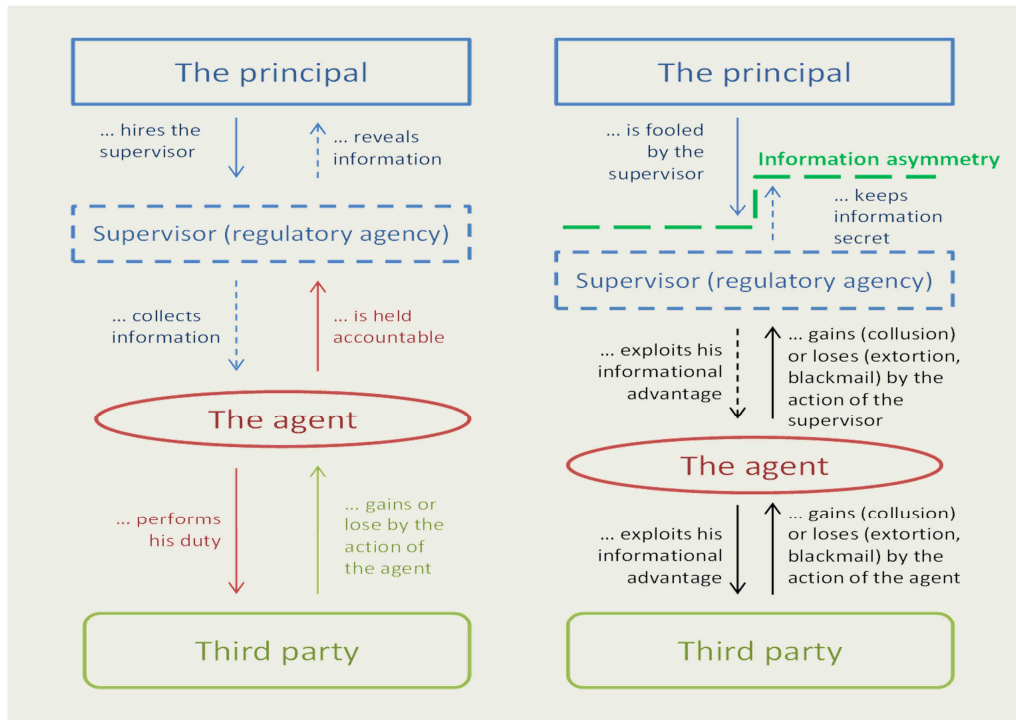 The principal
... hires the
supervisor
... reveals
information
Supervisor (regulatory agency)
... collects
information
... is held
accountable
The agent
... performs
his duty
... gains or
lose by the
action of
the agent
Third party
The principal
... is fooled
by the
supervisor
Information asymmetry
... keeps
information
secret
Supervisor (regulatory agency)
... exploits his
informational
advantage
... gains (collusion)
or loses (extortion,
blackmail) by the
action of the
supervisor
The agent
... exploits his
informational
advantage
... gains (collusion)
or loses (extortion,
blackmail) by the
action of the agent
Third party